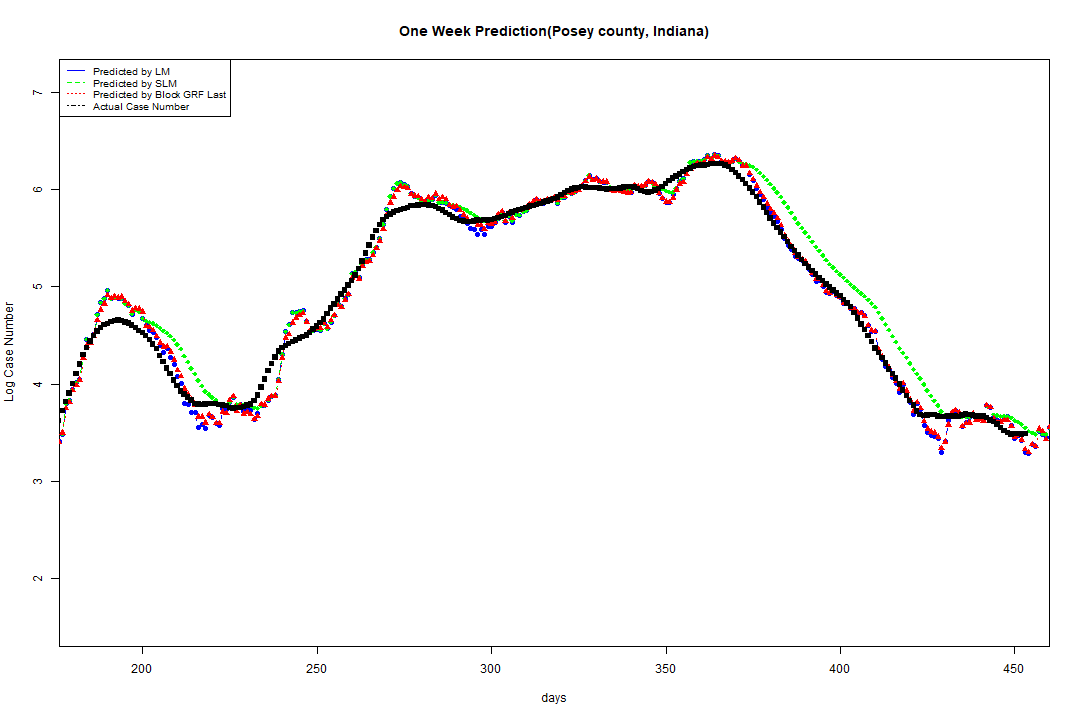 One Week Prediction(Posey county, Indiana)
Predicted by LM
Predicted by SLM
Predicted by Block GRF Last
Actual Case Number
7
6
5
4
3
2
Log Case Number
200 250 300 350 400 450
days